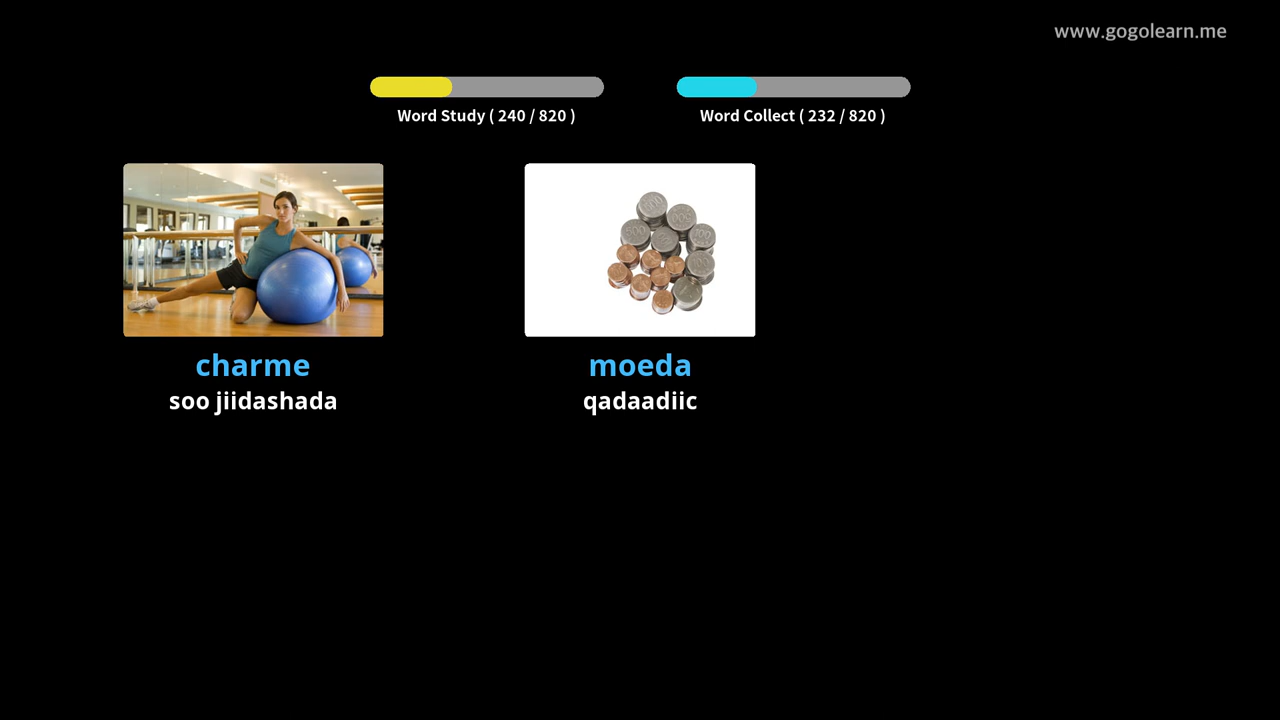 www.gogolearn.me
Word Study ( 240 / 820 )
Word Collect ( 232 / 820 )
charme
soo jiidashada
moeda
qadaadiic